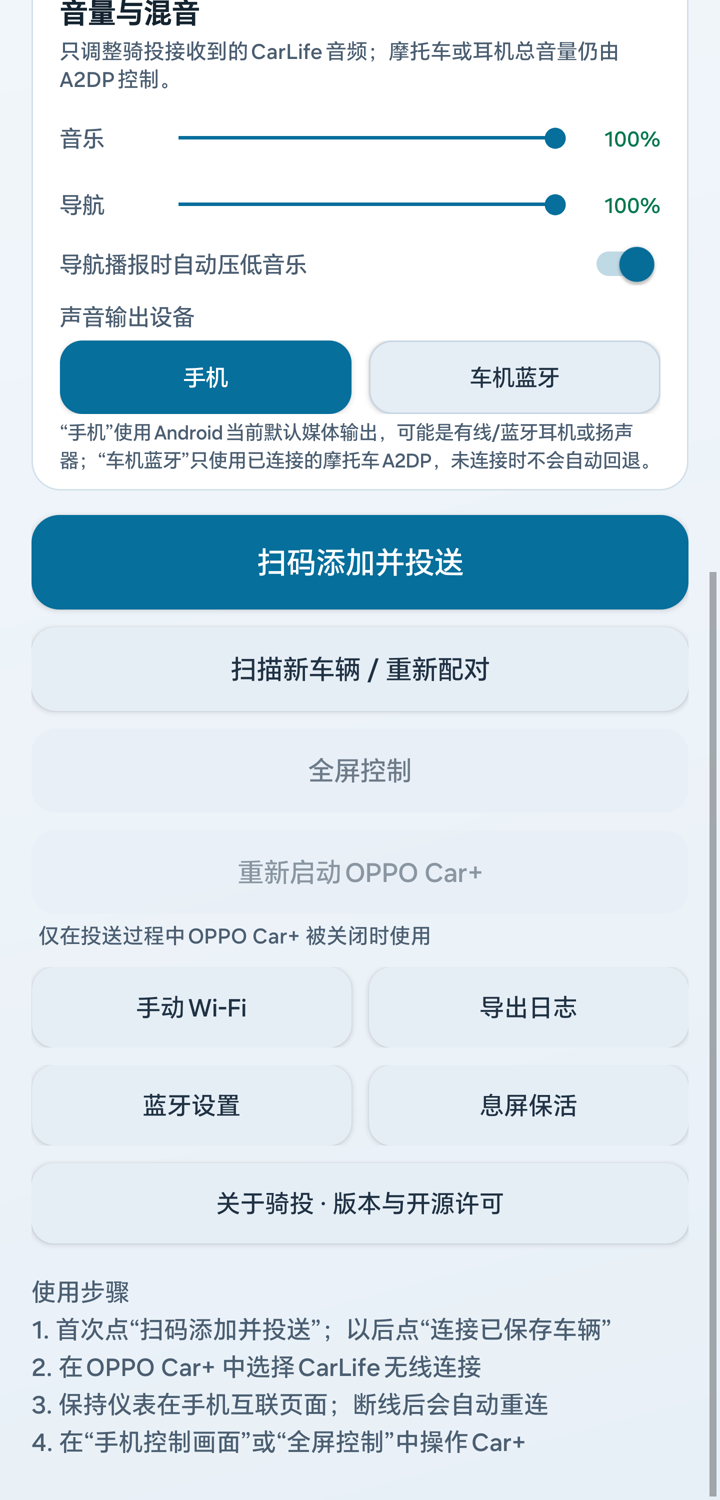 音量与混音
只调整骑投接收到的CarLife音频；摩托车或耳机总音量仍由
A2DP控制。
音乐 100%
导航 100%
导航播报时自动压低音乐
声音输出设备
手机 车机蓝牙
“手机”使用Android当前默认媒体输出，可能是有线/蓝牙耳机或扬声
器；“车机蓝牙”只使用已连接的摩托车A2DP，未连接时不会自动回退。
扫码添加并投送
扫描新车辆 / 重新配对
全屏控制
重新启动OPPO Car+
仅在投送过程中OPPO Car+ 被关闭时使用
手动Wi-Fi 导出日志
蓝牙设置 息屏保活
关于骑投 · 版本与开源许可
使用步骤
1. 首次点“扫码添加并投送”；以后点“连接已保存车辆”
2. 在OPPO Car+ 中选择CarLife无线连接
3. 保持仪表在手机互联页面；断线后会自动重连
4. 在“手机控制画面”或“全屏控制”中操作Car+